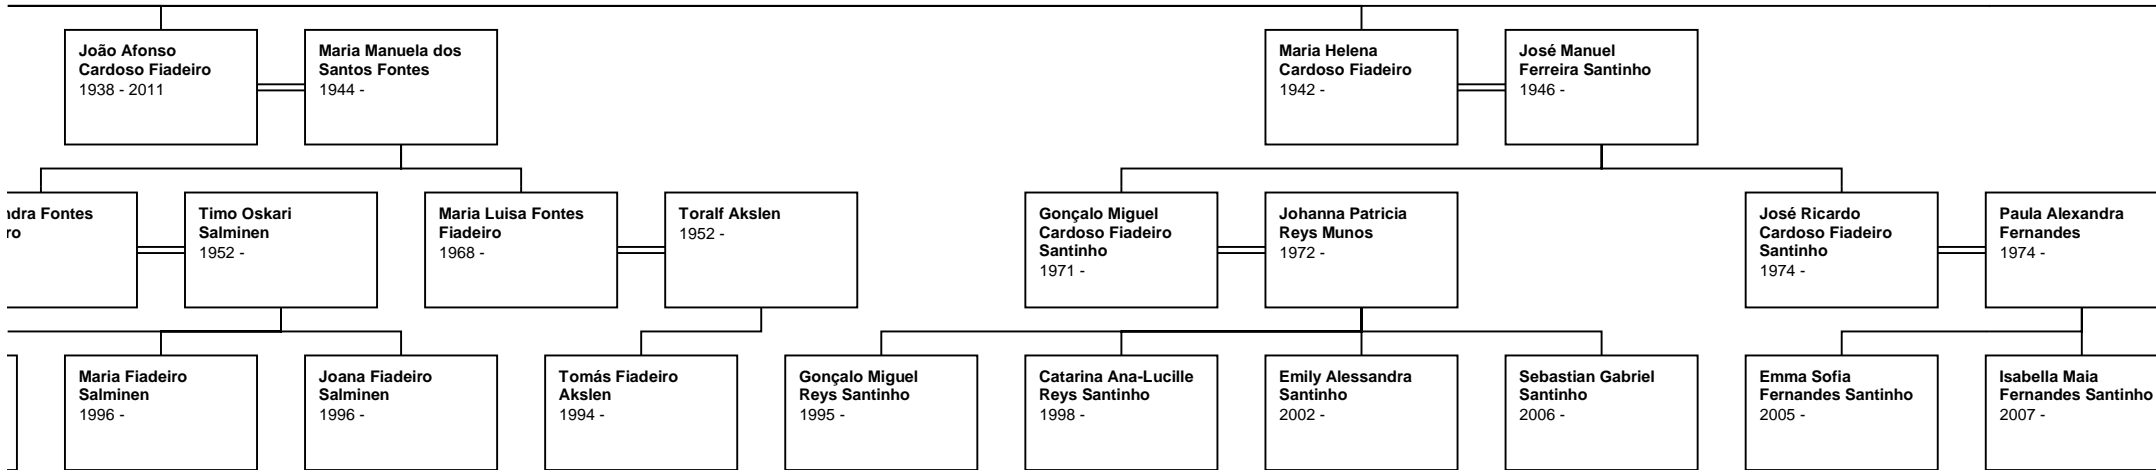 João Afonso
Cardoso Fiadeiro
1938 - 2011
Maria Manuela dos
Santos Fontes
1944 -
Maria Helena
Cardoso Fiadeiro
1942 -
José Manuel
Ferreira Santinho
1946 -
Fontes
Timo Oskari
Salminen
1952 -
Maria Luisa Fontes
Fiadeiro
1968 -
Toralf Akslen
1952 -
Gonçalo Miguel
Cardoso Fiadeiro
Santinho
1971 -
Johanna Patricia
Reys Munos
1972 -
José Ricardo
Cardoso Fiadeiro
Santinho
1974 -
Paula Alexandra
Fernandes
1974 -
Maria Fiadeiro
Salminen
1996 -
Joana Fiadeiro
Salminen
1996 -
Tomás Fiadeiro
Akslen
1994 -
Gonçalo Miguel
Reys Santinho
1995 -
Catarina Ana-Lucille
Reys Santinho
1998 -
Emily Alessandra
Santinho
2002 -
Sebastian Gabriel
Santinho
2006 -
Emma Sofia
Fernandes Santinho
2005 -
Isabella Maia
Fernandes Santinho
2007 -